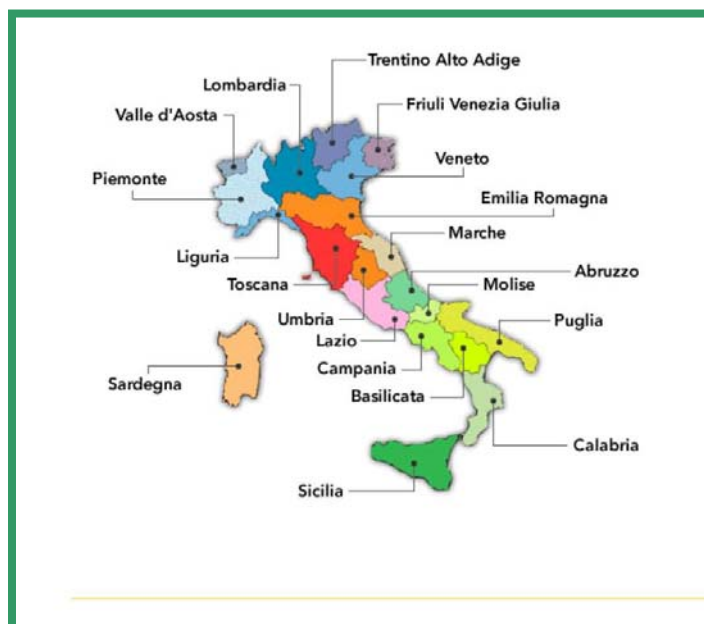 Trentino Alto Adige
Lombardia
Friuli Venezia Giulia
Valle d'Aosta
Veneto
Piemonte
Emilia Romagna
Marche
Liguria
Abruzzo
Toscana
Molise
Umbria
Puglia
Lazio
Campania
Sardegna
Basilicata
Calabria
Sicilia